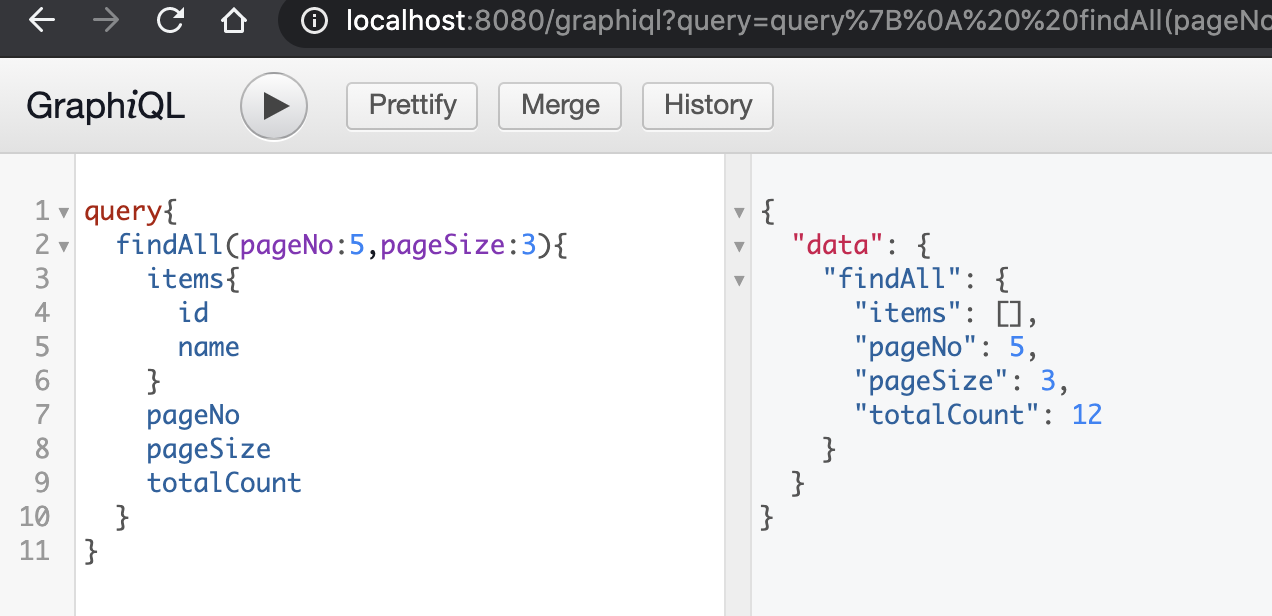 localhost:8080/graphiql?query=query%7B%0A%20%20findAll(pageNo
GraphiQL Prettify Merge History
1 query{
2 findAll(pageNo:5,pageSize:3){
3 items{
4 id
5 name
6 }
7 pageNo
8 pageSize
9 totalCount
10 }
11 }
{
"data": {
"findAll": {
"items": [],
"pageNo": 5,
"pageSize": 3,
"totalCount": 12
}
}
}